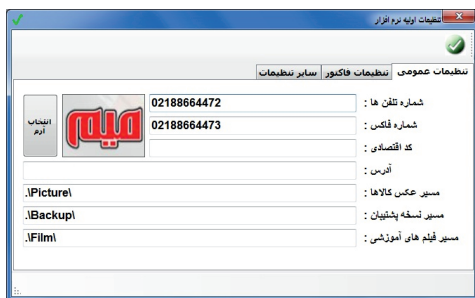 تنظیمات اولیه نرم افزار
تنظیمات عمومی تنظیمات فاکتور سایر تنظیمات
شماره تلفن ها : 02188664472
شماره فاکس : 02188664473
کد اقتصادی :
آدرس :
مسیر عکس کالاها : .\Picture\
مسیر نسخه پشتیبان : .\Backup\
مسیر فیلم های آموزشی : .\Film\
میم
انتخاب
آرم